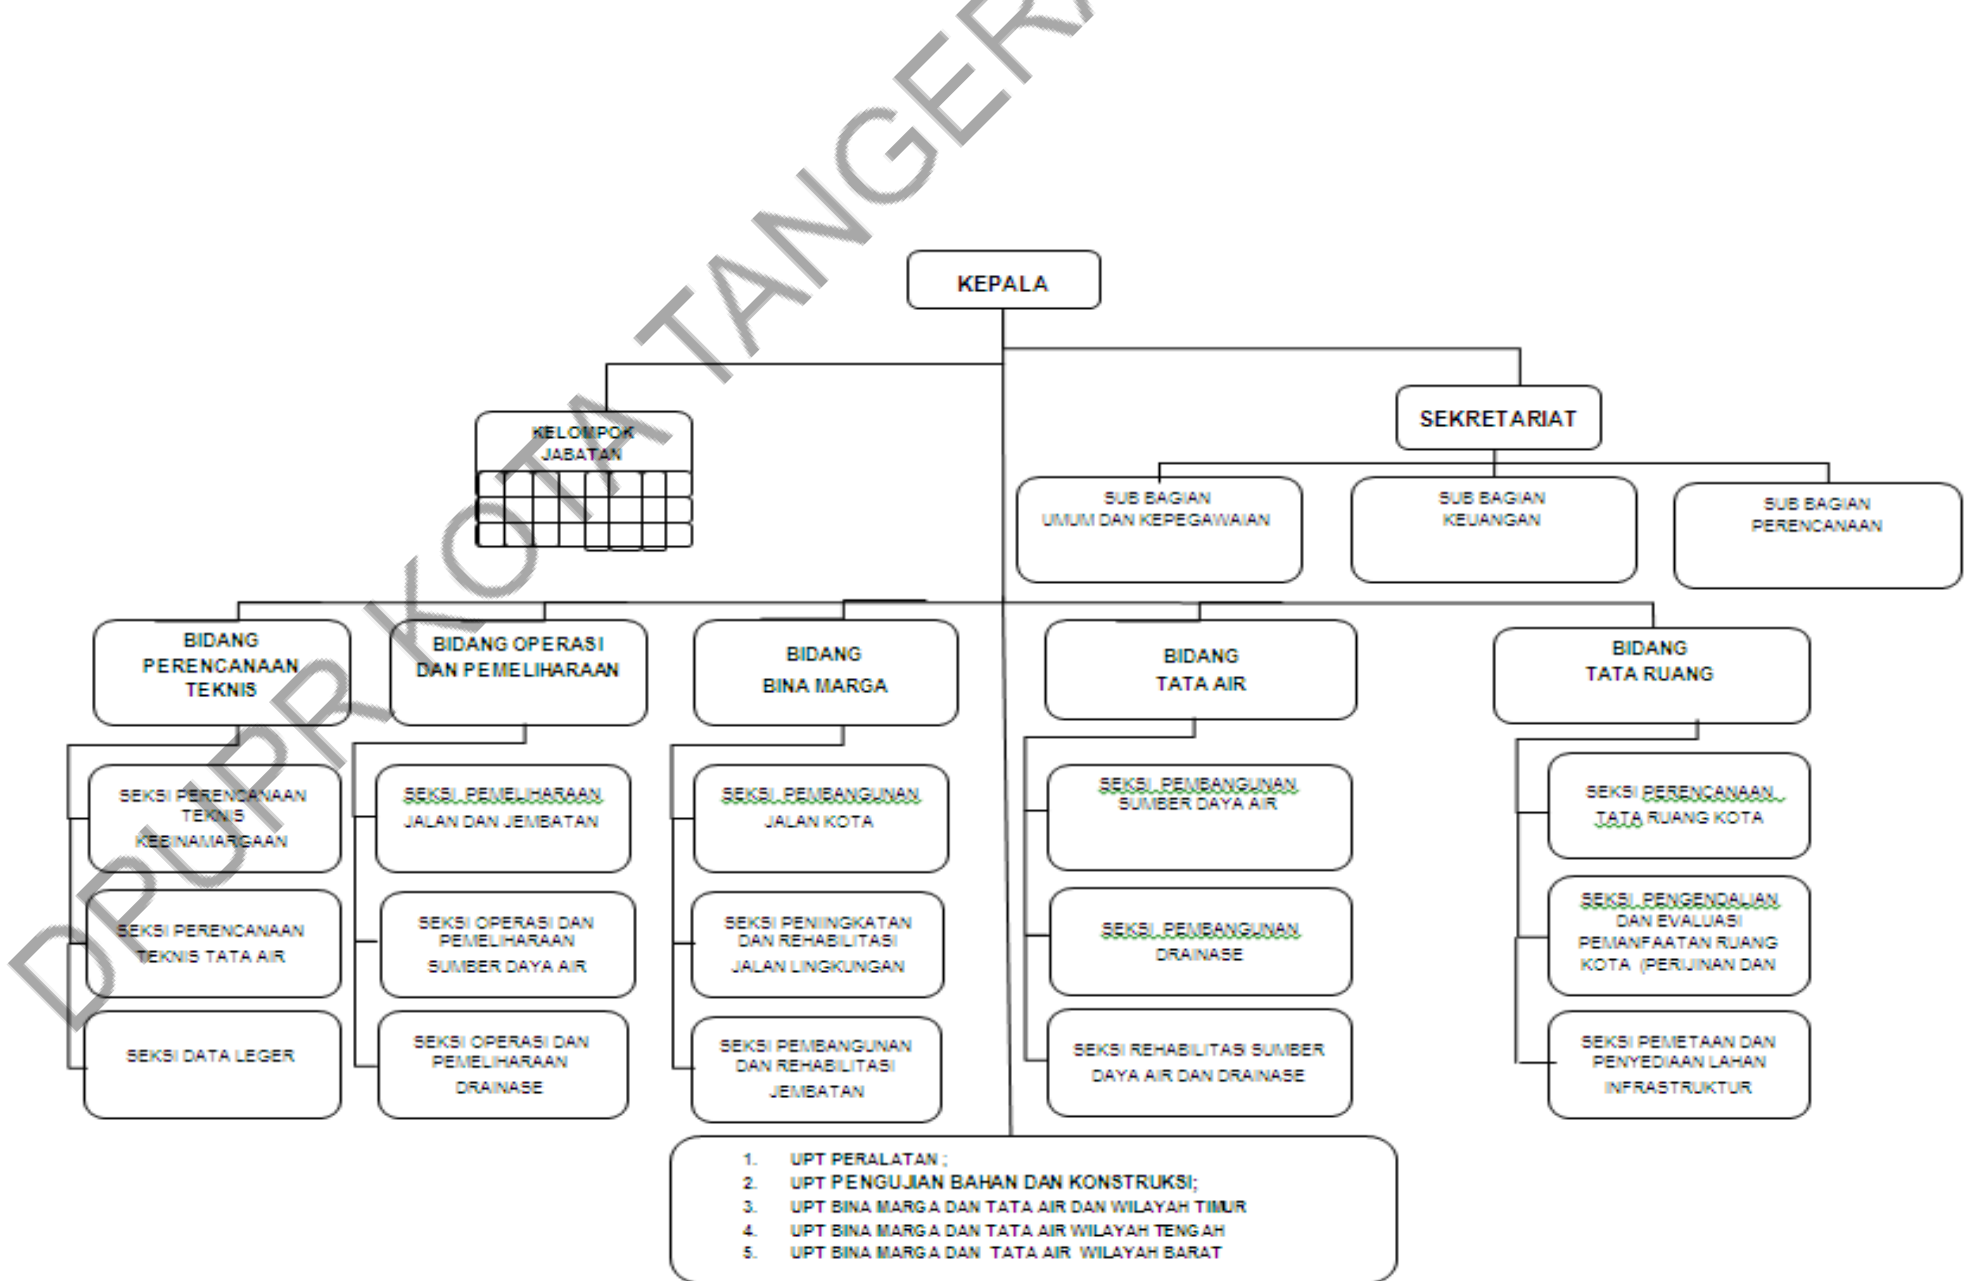 DPUPR KOTA TANGERA
KEPALA
KELOMPOK
JABATAN
SEKRETARIAT
SUB BAGIAN
UMUM DAN KEPEGAWAIAN
SUB BAGIAN
KEUANGAN
SUB BAGIAN
PERENCANAAN
BIDANG
PERENCANAAN
TEKNIS
BIDANG OPERASI
DAN PEMELIHARAAN
BIDANG
BINA MARGA
BIDANG
TATA AIR
BIDANG
TATA RUANG
SEKSI PERENCANAAN
TEKNIS
KEBINAMARGAAN
SEKSI PERENCANAAN
TEKNIS TATA AIR
SEKSI DATA LEGER
SEKSI PEMELIHARAAN
JALAN DAN JEMBATAN
SEKSI OPERASI DAN
PEMELIHARAAN
SUMBER DAYA AIR
SEKSI OPERASI DAN
PEMELIHARAAN
DRAINASE
SEKSI PEMBANGUNAN
JALAN KOTA
SEKSI PENIINGKATAN
DAN REHABILITASI
JALAN LINGKUNGAN
SEKSI PEMBANGUNAN
DAN REHABILITASI
JEMBATAN
SEKSI PEMBANGUNAN
SUMBER DAYA AIR
SEKSI PEMBANGUNAN
DRAINASE
SEKSI REHABILITASI SUMBER
DAYA AIR DAN DRAINASE
SEKSI PERENCANAAN
TATA RUANG KOTA
SEKSI PENGENDALIAN
DAN EVALUASI
PEMANFAATAN RUANG
KOTA (PERIJINAN DAN
SEKSI PEMETAAN DAN
PENYEDIAAN LAHAN
INFRASTRUKTUR
1. UPT PERALATAN ;
2. UPT PENGUJIAN BAHAN DAN KONSTRUKSI;
3. UPT BINA MARGA DAN TATA AIR DAN WILAYAH TIMUR
4. UPT BINA MARGA DAN TATA AIR WILAYAH TENGAH
5. UPT BINA MARGA DAN TATA AIR WILAYAH BARAT